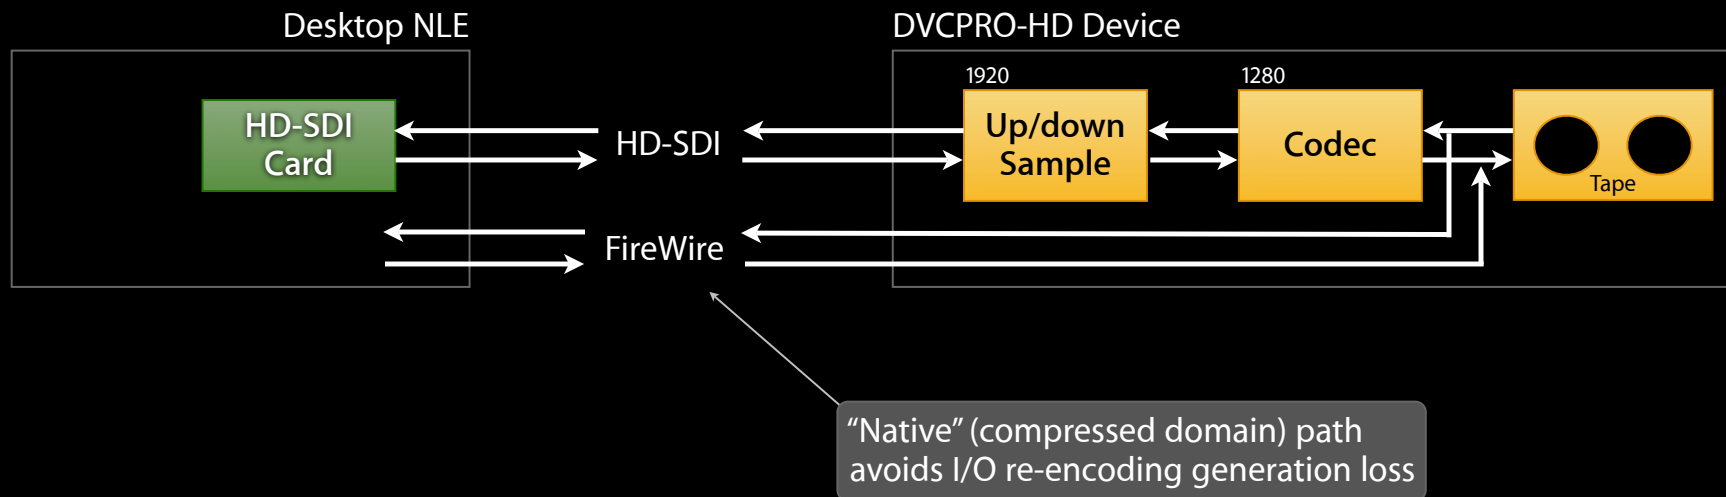 Desktop NLE
DVCPRO-HD Device
1920
1280
HD-SDI
Card
HD-SDI
Up/down
Sample
Codec
Tape
FireWire
“Native” (compressed domain) path
avoids I/O re-encoding generation loss